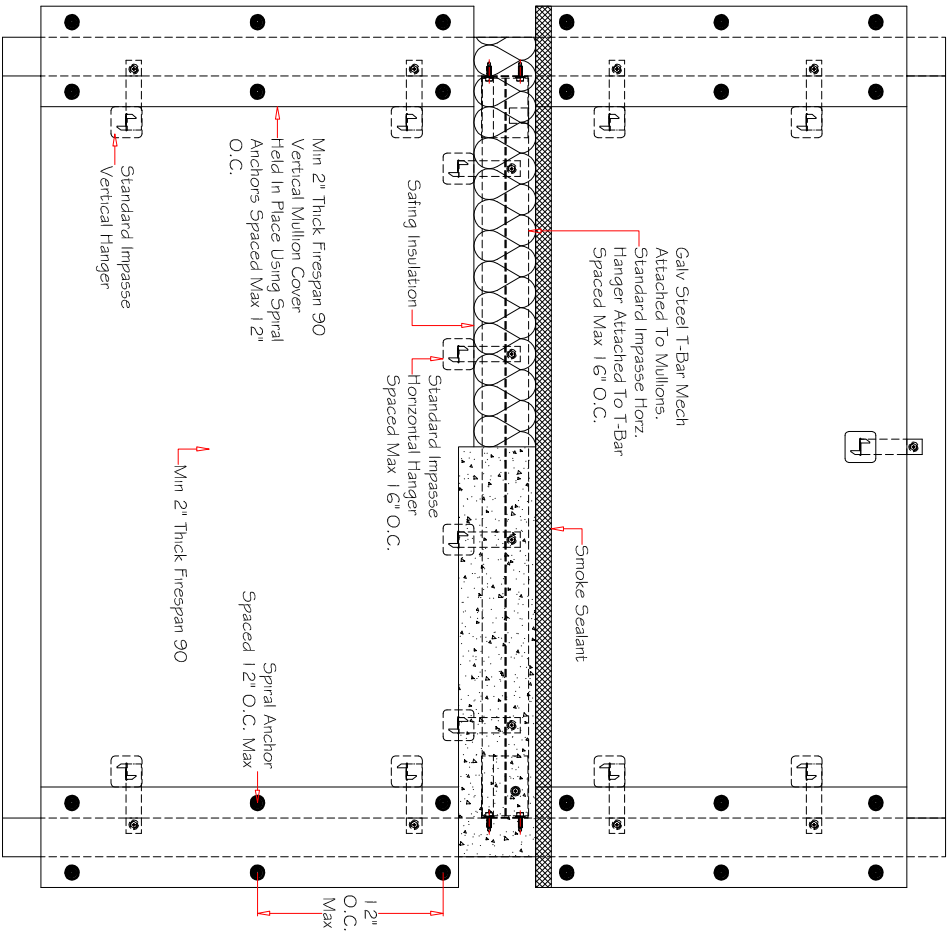 Galv Steel T-Bar Mech
Attached To Mullions.
Standard Impasse Horz.
Hanger Attached To T-Bar
Spaced Max 16" O.C.
Smoke Sealant
Safing Insulation
Standard Impasse
Horizontal Hanger
Spaced Max 16" O.C.
Min 2" Thick Firespan 90
Vertical Mullion Cover
Held In Place Using Spiral
Anchors Spaced Max 12"
O.C.
Standard Impasse
Vertical Hanger
Min 2" Thick Firespan 90
Spiral Anchor
Spaced 12" O.C. Max
12"
O.C.
Max